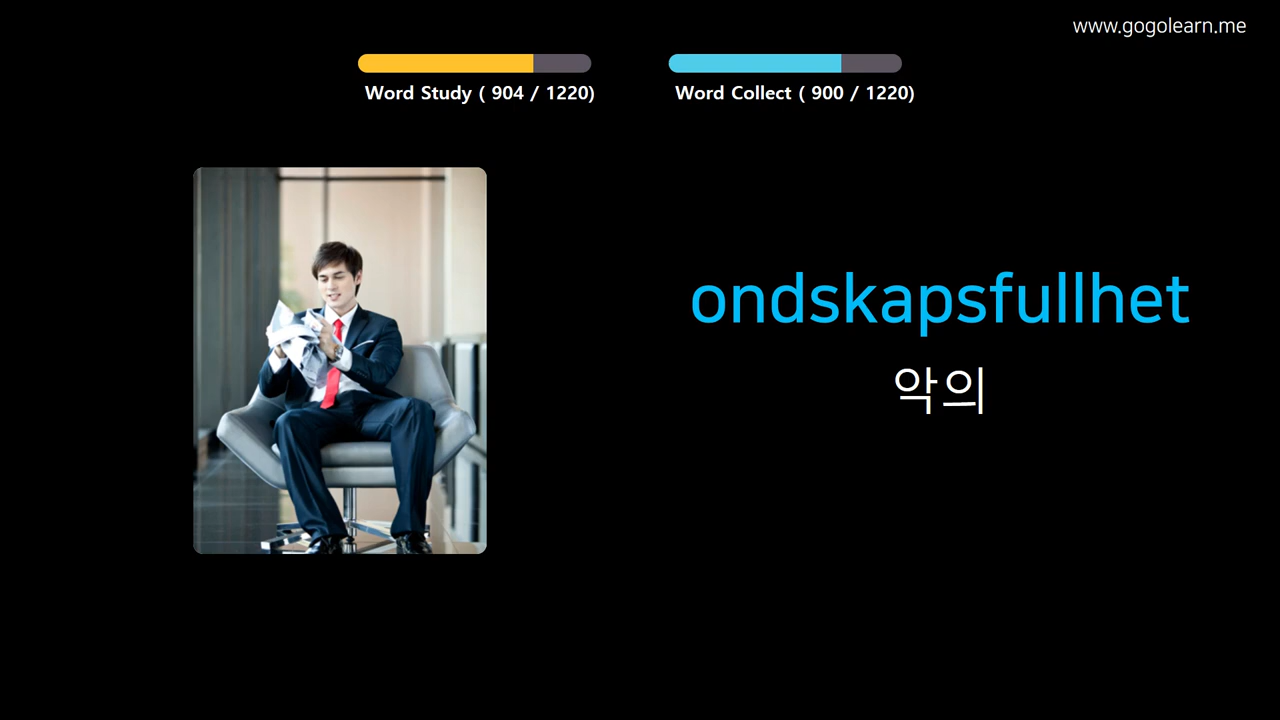 www.gogolearn.me
Word Study ( 904 / 1220)
Word Collect ( 900 / 1220)
ondskapsfullhet
악의